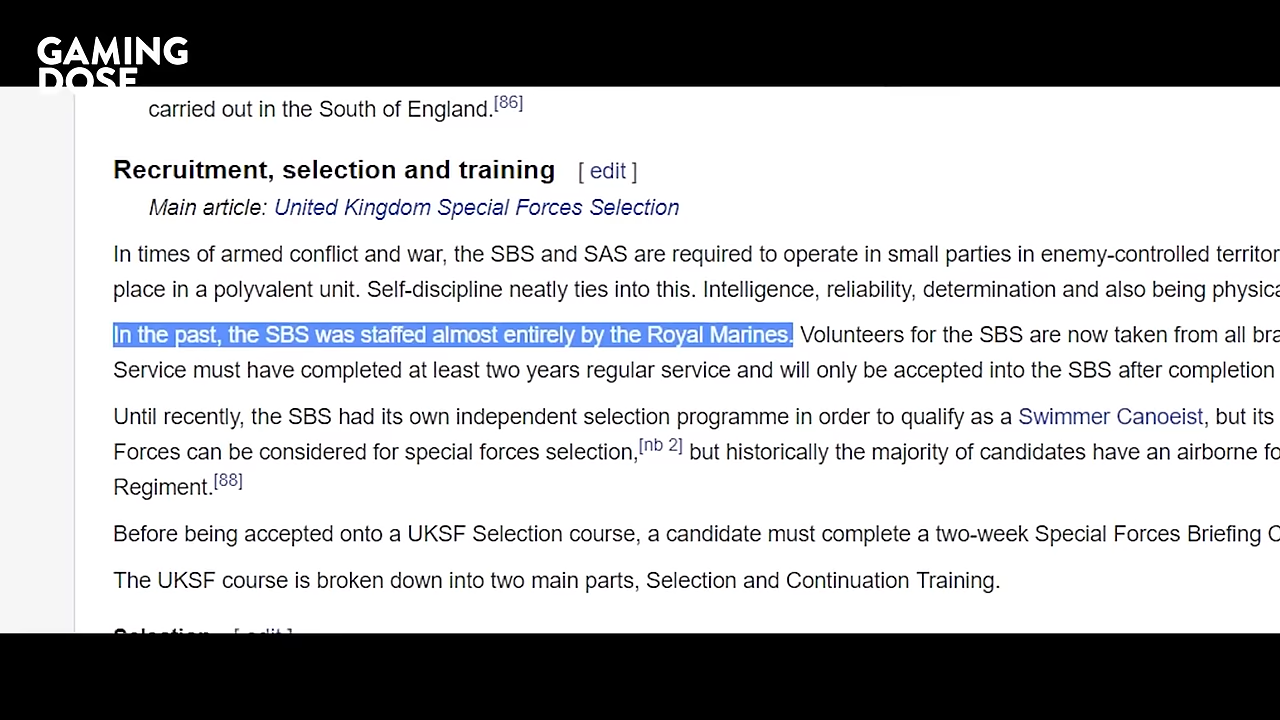 GAMING
DOSE
carried out in the South of England.[86]
Recruitment, selection and training [ edit ]
Main article: United Kingdom Special Forces Selection
In times of armed conflict and war, the SBS and SAS are required to operate in small parties in enemy-controlled
place in a polyvalent unit. Self-discipline neatly ties into this. Intelligence, reliability, determination and also being
In the past, the SBS was staffed almost entirely by the Royal Marines. Volunteers for the SBS are now taken from all
Service must have completed at least two years regular service and will only be accepted into the SBS after completion
Until recently, the SBS had its own independent selection programme in order to qualify as a Swimmer Canoeist, but its
Forces can be considered for special forces selection,[nb 2] but historically the majority of candidates have an airborne
Regiment.[88]
Before being accepted onto a UKSF Selection course, a candidate must complete a two-week Special Forces Briefing
The UKSF course is broken down into two main parts, Selection and Continuation Training.
Selection [ edit ]